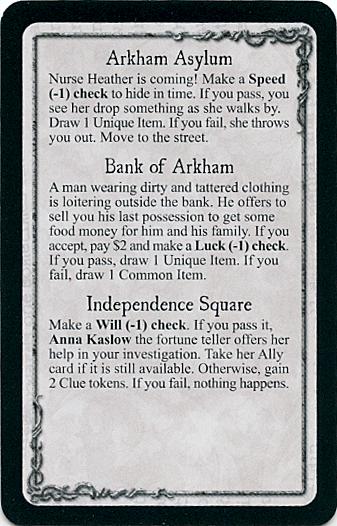 Arkham Asylum
Nurse Heather is coming! Make a Speed
(-1) check to hide in time. If you pass, you
see her drop something as she walks by.
Draw 1 Unique Item. If you fail, she throws
you out. Move to the street.
Bank of Arkham
A man wearing dirty and tattered clothing
is loitering outside the bank. He offers to
sell you his last possession to get some
food money for him and his family. If you
accept, pay $2 and make a Luck (-1) check.
If you pass, draw 1 Unique Item. If you
fail, draw 1 Common Item.
Independence Square
Make a Will (-1) check. If you pass it,
Anna Kaslow the fortune teller offers her
help in your investigation. Take her Ally
card if it is still available. Otherwise, gain
2 Clue tokens. If you fail, nothing happens.